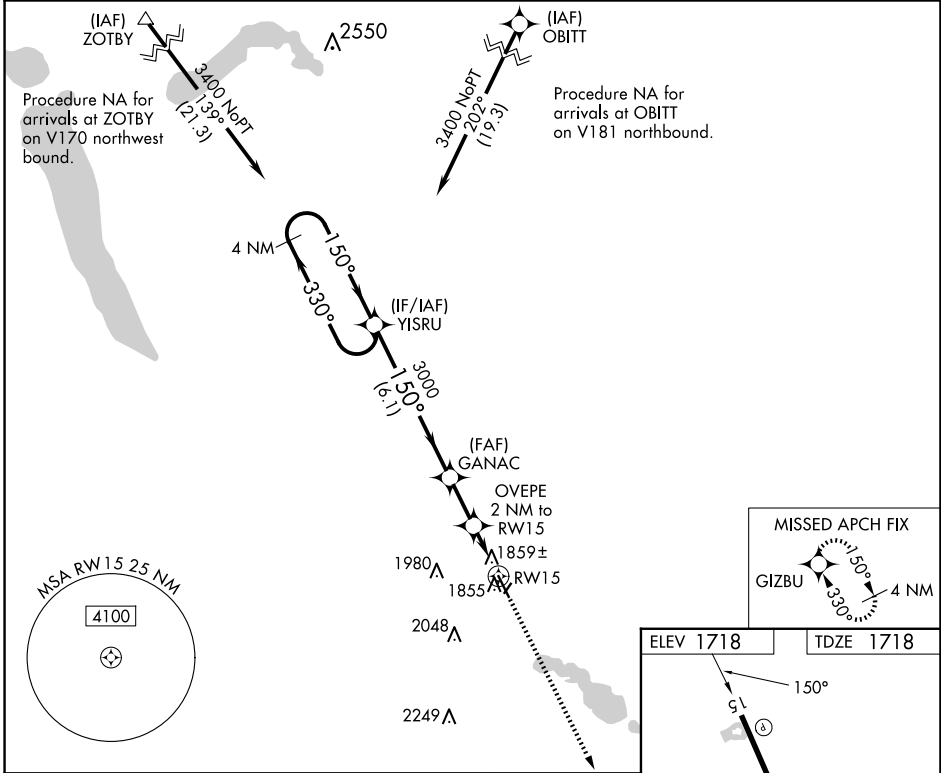 (IAF)
ZOTBY
2550
(IAF)
OBITT
Procedure NA for
arrivals at ZOTBY
on V170 northwest
bound.
3400 NoPT
139°
(21.3)
3400 NoPT
202°
(19.3)
Procedure NA for
arrivals at OBITT
on V181 northbound.
4 NM
150°
330°
(IF/IAF)
YISRU
3000
150°
(6.1)
(FAF)
GANAC
OVEPE
2 NM to
RW15
1859±
1980
1855
RW15
2048
2249
MSA RW15 25 NM
4100
MISSED APCH FIX
GIZBU
150°
330°
4 NM
ELEV 1718
TDZE 1718
150°
15
P